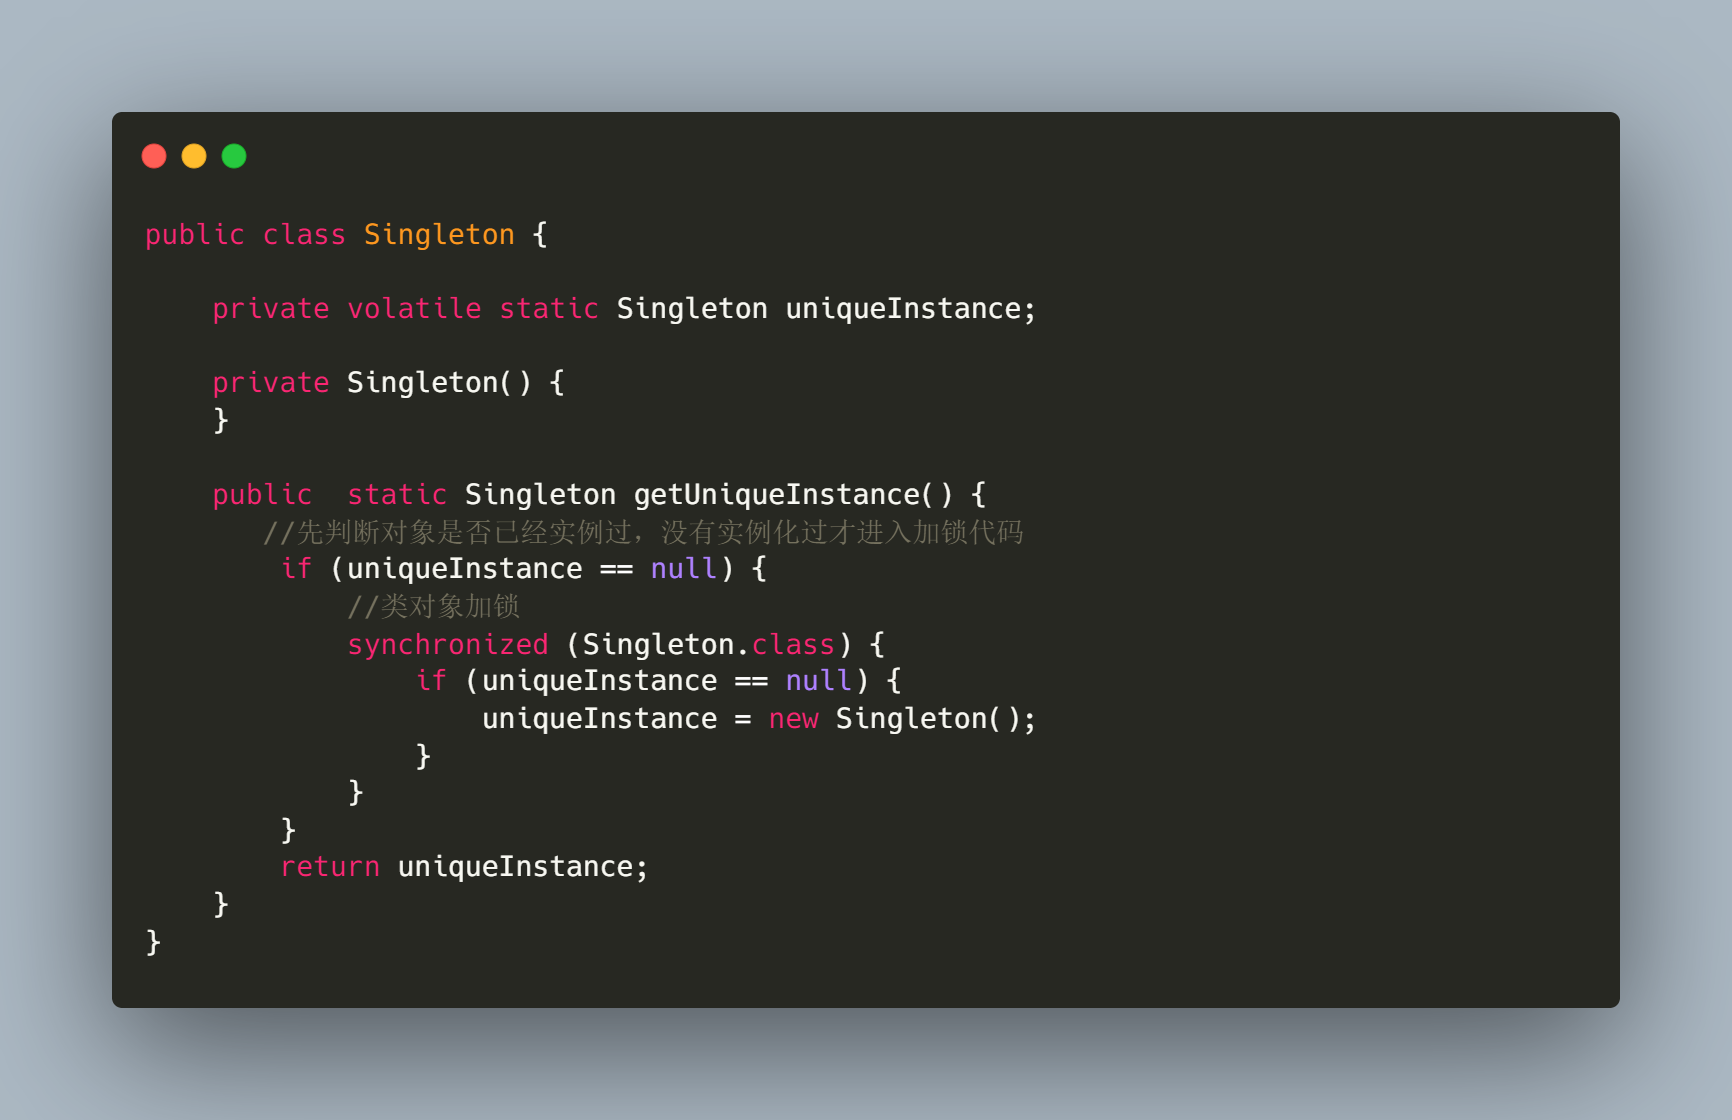 public class Singleton {
    private volatile static Singleton uniqueInstance;
    private Singleton() {
    }
    public  static Singleton getUniqueInstance() {
       //先判断对象是否已经实例过，没有实例化过才进入加锁代码
        if (uniqueInstance == null) {
            //类对象加锁
            synchronized (Singleton.class) {
                if (uniqueInstance == null) {
                    uniqueInstance = new Singleton();
                }
            }
        }
        return uniqueInstance;
    }
}